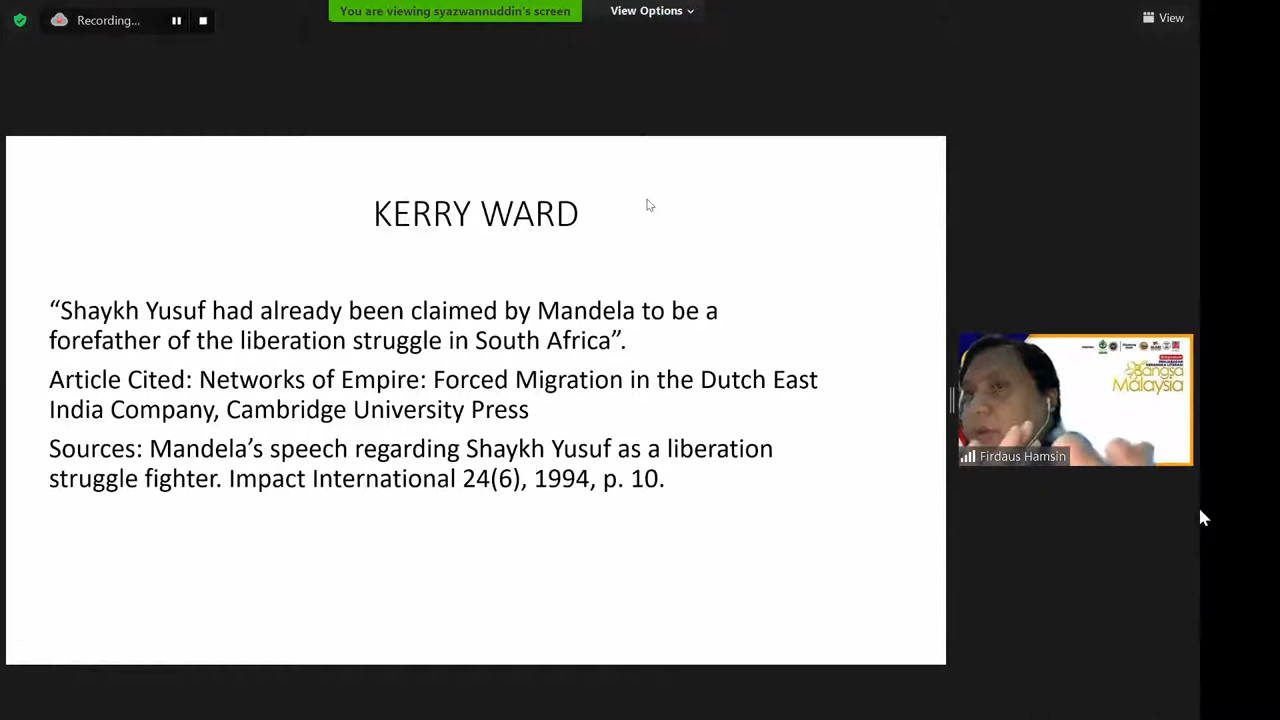 Recording...
You are viewing syazwannuddin's screen
View Options
View
KERRY WARD
“Shaykh Yusuf had already been claimed by Mandela to be a
forefather of the liberation struggle in South Africa”.
Article Cited: Networks of Empire: Forced Migration in the Dutch East
India Company, Cambridge University Press
Sources: Mandela’s speech regarding Shaykh Yusuf as a liberation
struggle fighter. Impact International 24(6), 1994, p. 10.
Bangsa
Malaysia
Firdaus Hamsin